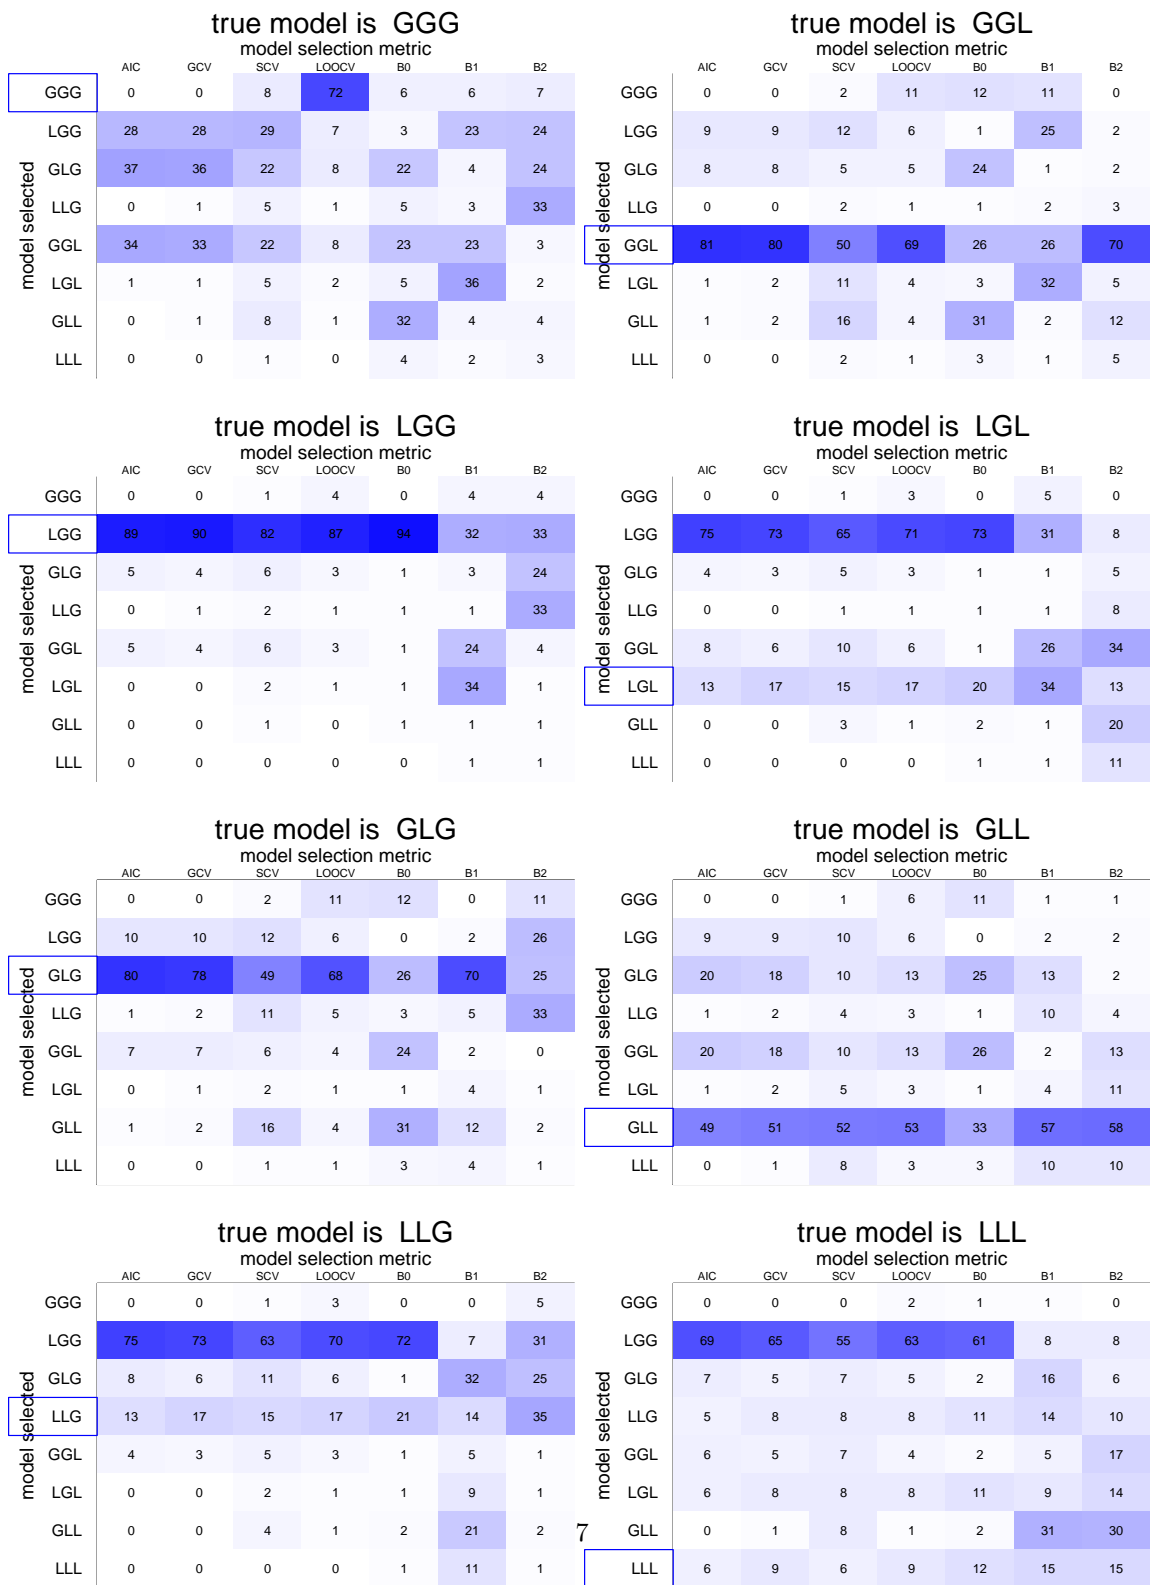 true model is GGG
model selection metric
AIC GCV SCV LOOCV B0 B1 B2
model selected
GGG 0 0 8 72 6 6 7
LGG 28 28 29 7 3 23 24
GLG 37 36 22 8 22 4 24
LLG 0 1 5 1 5 3 33
GGL 34 33 22 8 23 23 3
LGL 1 1 5 2 5 36 2
GLL 0 1 8 1 32 4 4
LLL 0 0 1 0 4 2 3
true model is GGL
model selection metric
AIC GCV SCV LOOCV B0 B1 B2
model selected
GGG 0 0 2 11 12 11 0
LGG 9 9 12 6 1 25 2
GLG 8 8 5 5 24 1 2
LLG 0 0 2 1 1 2 3
GGL 81 80 50 69 26 26 70
LGL 1 2 11 4 3 32 5
GLL 1 2 16 4 31 2 12
LLL 0 0 2 1 3 1 5
true model is LGG
model selection metric
AIC GCV SCV LOOCV B0 B1 B2
model selected
GGG 0 0 1 4 0 4 4
LGG 89 90 82 87 94 32 33
GLG 5 4 6 3 1 3 24
LLG 0 1 2 1 1 1 33
GGL 5 4 6 3 1 24 4
LGL 0 0 2 1 1 34 1
GLL 0 0 1 0 1 1 1
LLL 0 0 0 0 0 1 1
true model is LGL
model selection metric
AIC GCV SCV LOOCV B0 B1 B2
model selected
GGG 0 0 1 3 0 5 0
LGG 75 73 65 71 73 31 8
GLG 4 3 5 3 1 1 5
LLG 0 0 1 1 1 1 8
GGL 8 6 10 6 1 26 34
LGL 13 17 15 17 20 34 13
GLL 0 0 3 1 2 1 20
LLL 0 0 0 0 1 1 11
true model is GLG
model selection metric
AIC GCV SCV LOOCV B0 B1 B2
model selected
GGG 0 0 2 11 12 0 11
LGG 10 10 12 6 0 2 26
GLG 80 78 49 68 26 70 25
LLG 1 2 11 5 3 5 33
GGL 7 7 6 4 24 2 0
LGL 0 1 2 1 1 4 1
GLL 1 2 16 4 31 12 2
LLL 0 0 1 1 3 4 1
true model is GLL
model selection metric
AIC GCV SCV LOOCV B0 B1 B2
model selected
GGG 0 0 1 6 11 1 1
LGG 9 9 10 6 0 2 2
GLG 20 18 10 13 25 13 2
LLG 1 2 4 3 1 10 4
GGL 20 18 10 13 26 2 13
LGL 1 2 5 3 1 4 11
GLL 49 51 52 53 33 57 58
LLL 0 1 8 3 3 10 10
true model is LLG
model selection metric
AIC GCV SCV LOOCV B0 B1 B2
model selected
GGG 0 0 1 3 0 0 5
LGG 75 73 63 70 72 7 31
GLG 8 6 11 6 1 32 25
LLG 13 17 15 17 21 14 35
GGL 4 3 5 3 1 5 1
LGL 0 0 2 1 1 9 1
GLL 0 0 4 1 2 21 2
LLL 0 0 0 0 1 11 1
true model is LLL
model selection metric
AIC GCV SCV LOOCV B0 B1 B2
model selected
GGG 0 0 0 2 1 1 0
LGG 69 65 55 63 61 8 8
GLG 7 5 7 5 2 16 6
LLG 5 8 8 8 11 14 10
GGL 6 5 7 4 2 5 17
LGL 6 8 8 8 11 9 14
GLL 0 1 8 1 2 31 30
LLL 6 9 6 9 12 15 15
7